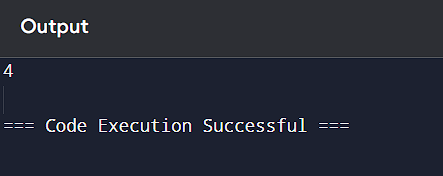 Output
4
=== Code Execution Successful ===